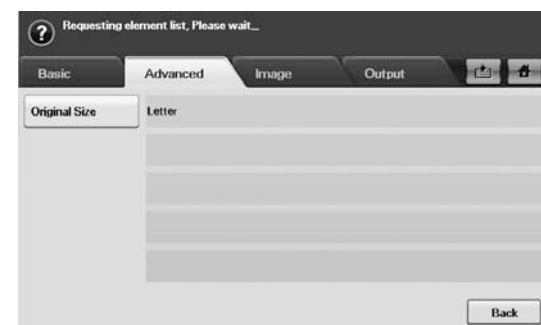 Requesting element list, Please wait...
Basic Advanced Image Output
Original Size Letter
Back